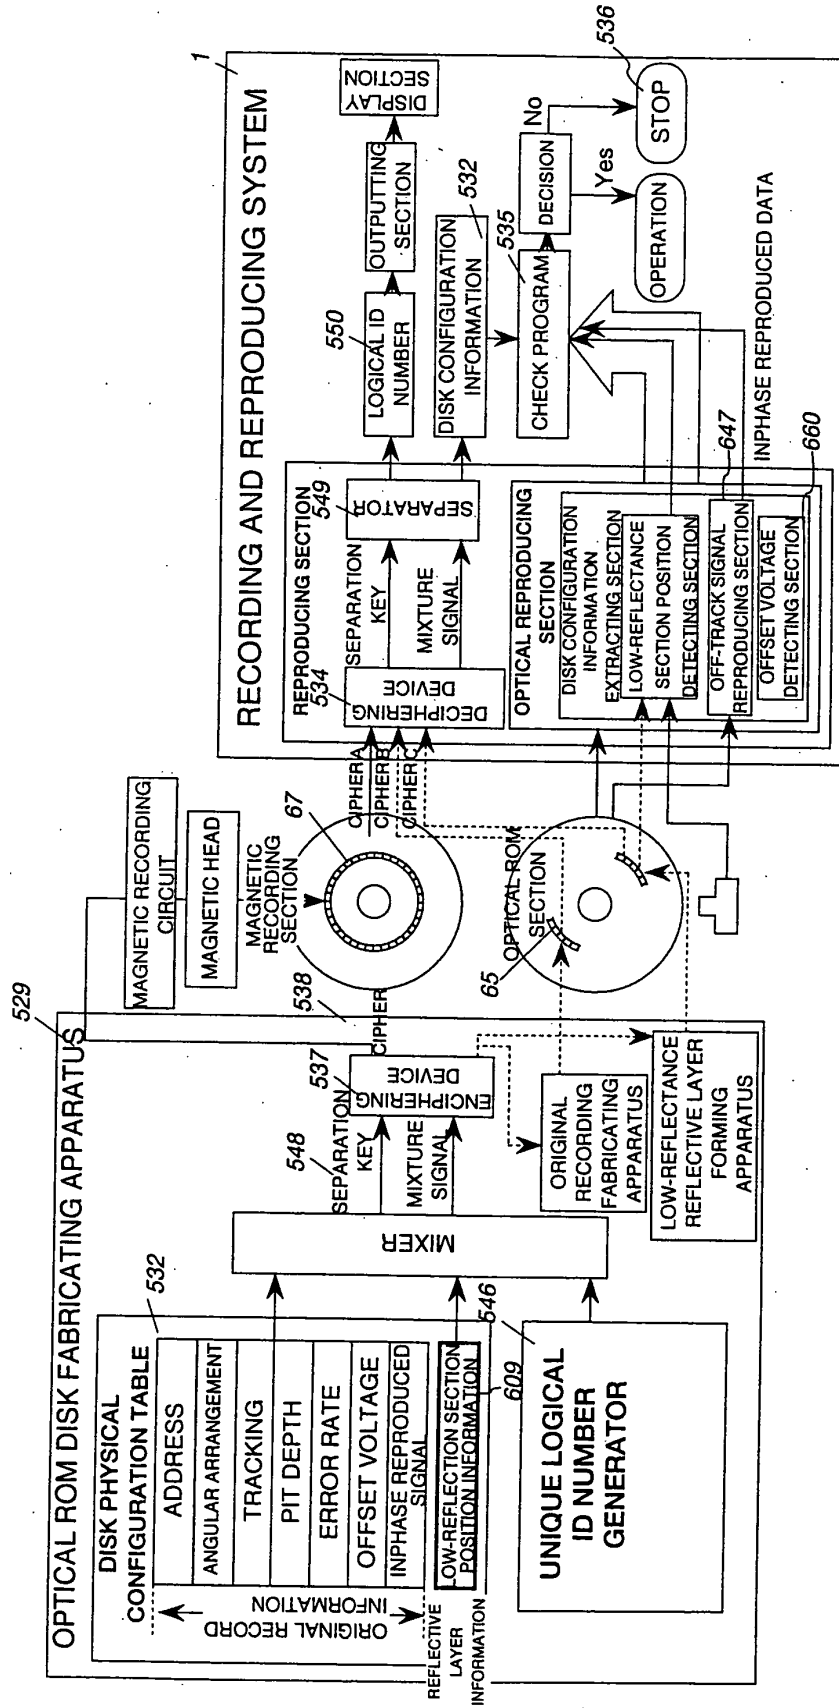 OPTICAL ROM DISK FABRICATING APPARATUS
529
DISK PHYSICAL
CONFIGURATION TABLE
532
ADDRESS
ANGULAR ARRANGEMENT
TRACKING
PIT DEPTH
ERROR RATE
OFFSET VOLTAGE
INPHASE REPRODUCED
SIGNAL
ORIGINAL RECORD
INFORMATION
REFLECTIVE
LAYER
INFORMATION
LOW-REFLECTION SECTION
POSITION INFORMATION
609
546
UNIQUE LOGICAL
ID NUMBER
GENERATOR
MIXER
548
SEPARATION
KEY
MIXTURE
SIGNAL
537
ENCIPHERING
DEVICE
538
CIPHER
ORIGINAL
RECORDING
FABRICATING
APPARATUS
LOW-REFLECTANCE
REFLECTIVE LAYER
FORMING
APPARATUS
MAGNETIC RECORDING
CIRCUIT
MAGNETIC HEAD
MAGNETIC
RECORDING
SECTION
67
65
OPTICAL ROM
SECTION
CIPHER A
CIPHER B
CIPHER C
RECORDING AND REPRODUCING SYSTEM
1
REPRODUCING SECTION
534
DECIPHERING
DEVICE
SEPARATION
KEY
MIXTURE
SIGNAL
549
SEPARATOR
550
LOGICAL ID
NUMBER
OUTPUTTING
SECTION
DISPLAY
SECTION
DISK CONFIGURATION
INFORMATION
532
CHECK PROGRAM
535
DECISION
No
Yes
STOP
536
OPERATION
OPTICAL REPRODUCING
SECTION
DISK CONFIGURATION
INFORMATION
EXTRACTING SECTION
LOW-REFLECTANCE
SECTION POSITION
DETECTING SECTION
OFF-TRACK SIGNAL
REPRODUCING SECTION
647
OFFSET VOLTAGE
DETECTING SECTION
660
INPHASE REPRODUCED DATA